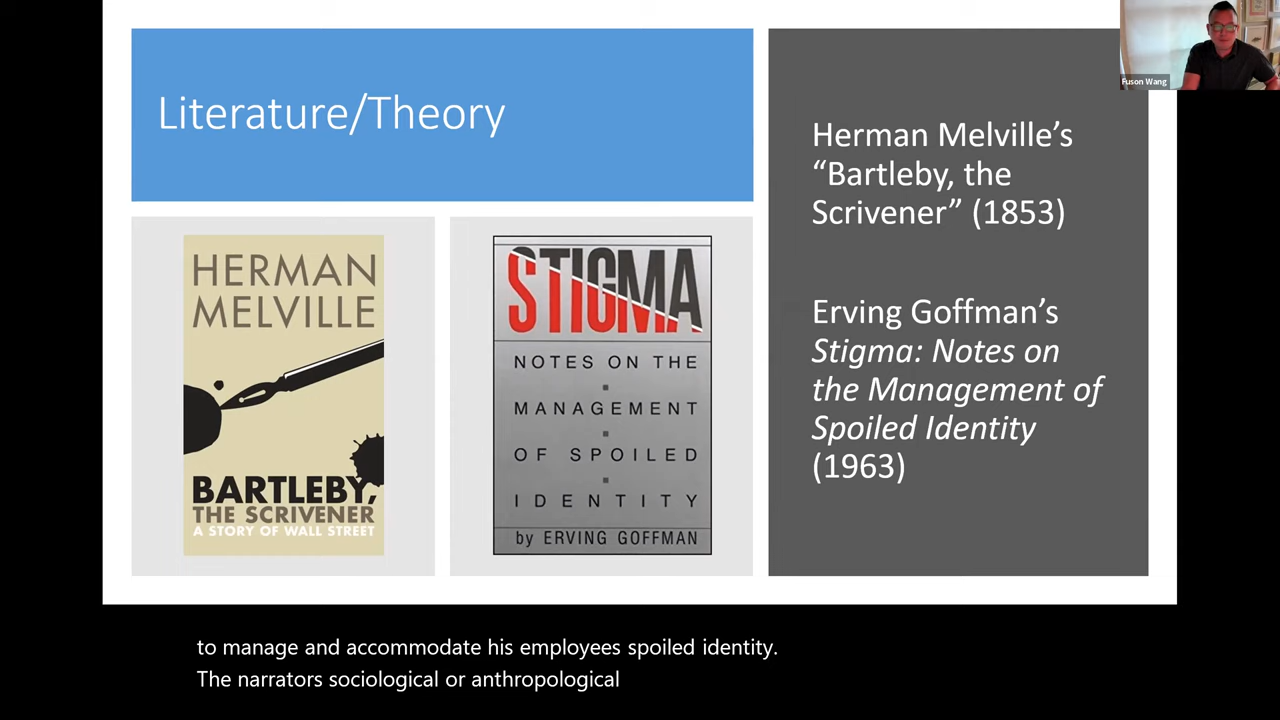 Fuson Wang
Literature/Theory
HERMAN
MELVILLE
BARTLEBY,
THE SCRIVENER
A STORY OF WALL STREET
STIGMA
NOTES ON THE
MANAGEMENT
OF SPOILED
IDENTITY
by ERVING GOFFMAN
Herman Melville’s
“Bartleby, the
Scrivener” (1853)
Erving Goffman’s
Stigma: Notes on
the Management of
Spoiled Identity
(1963)
to manage and accommodate his employees spoiled identity.
The narrators sociological or anthropological